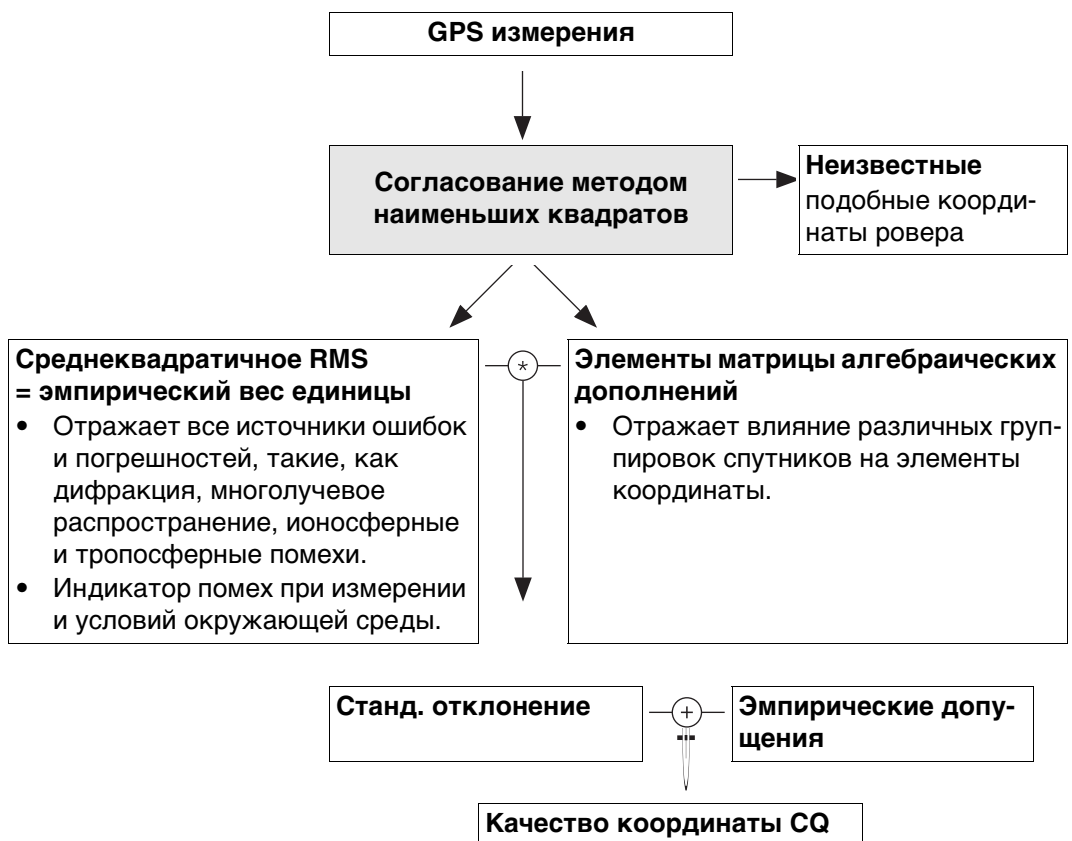 GPS измерения
Согласование методом
наименьших квадратов
Неизвестные
подобные коорди-
наты ровера
Среднеквадратичное RMS
= эмпирический вес единицы
• Отражает все источники ошибок
и погрешностей, такие, как
дифракция, многолучевое
распространение, ионосферные
и тропосферные помехи.
• Индикатор помех при измерении
и условий окружающей среды.
*
Элементы матрицы алгебраических
дополнений
• Отражает влияние различных груп-
пировок спутников на элементы
координаты.
Станд. отклонение
+
Эмпирические допу-
щения
Качество координаты CQ